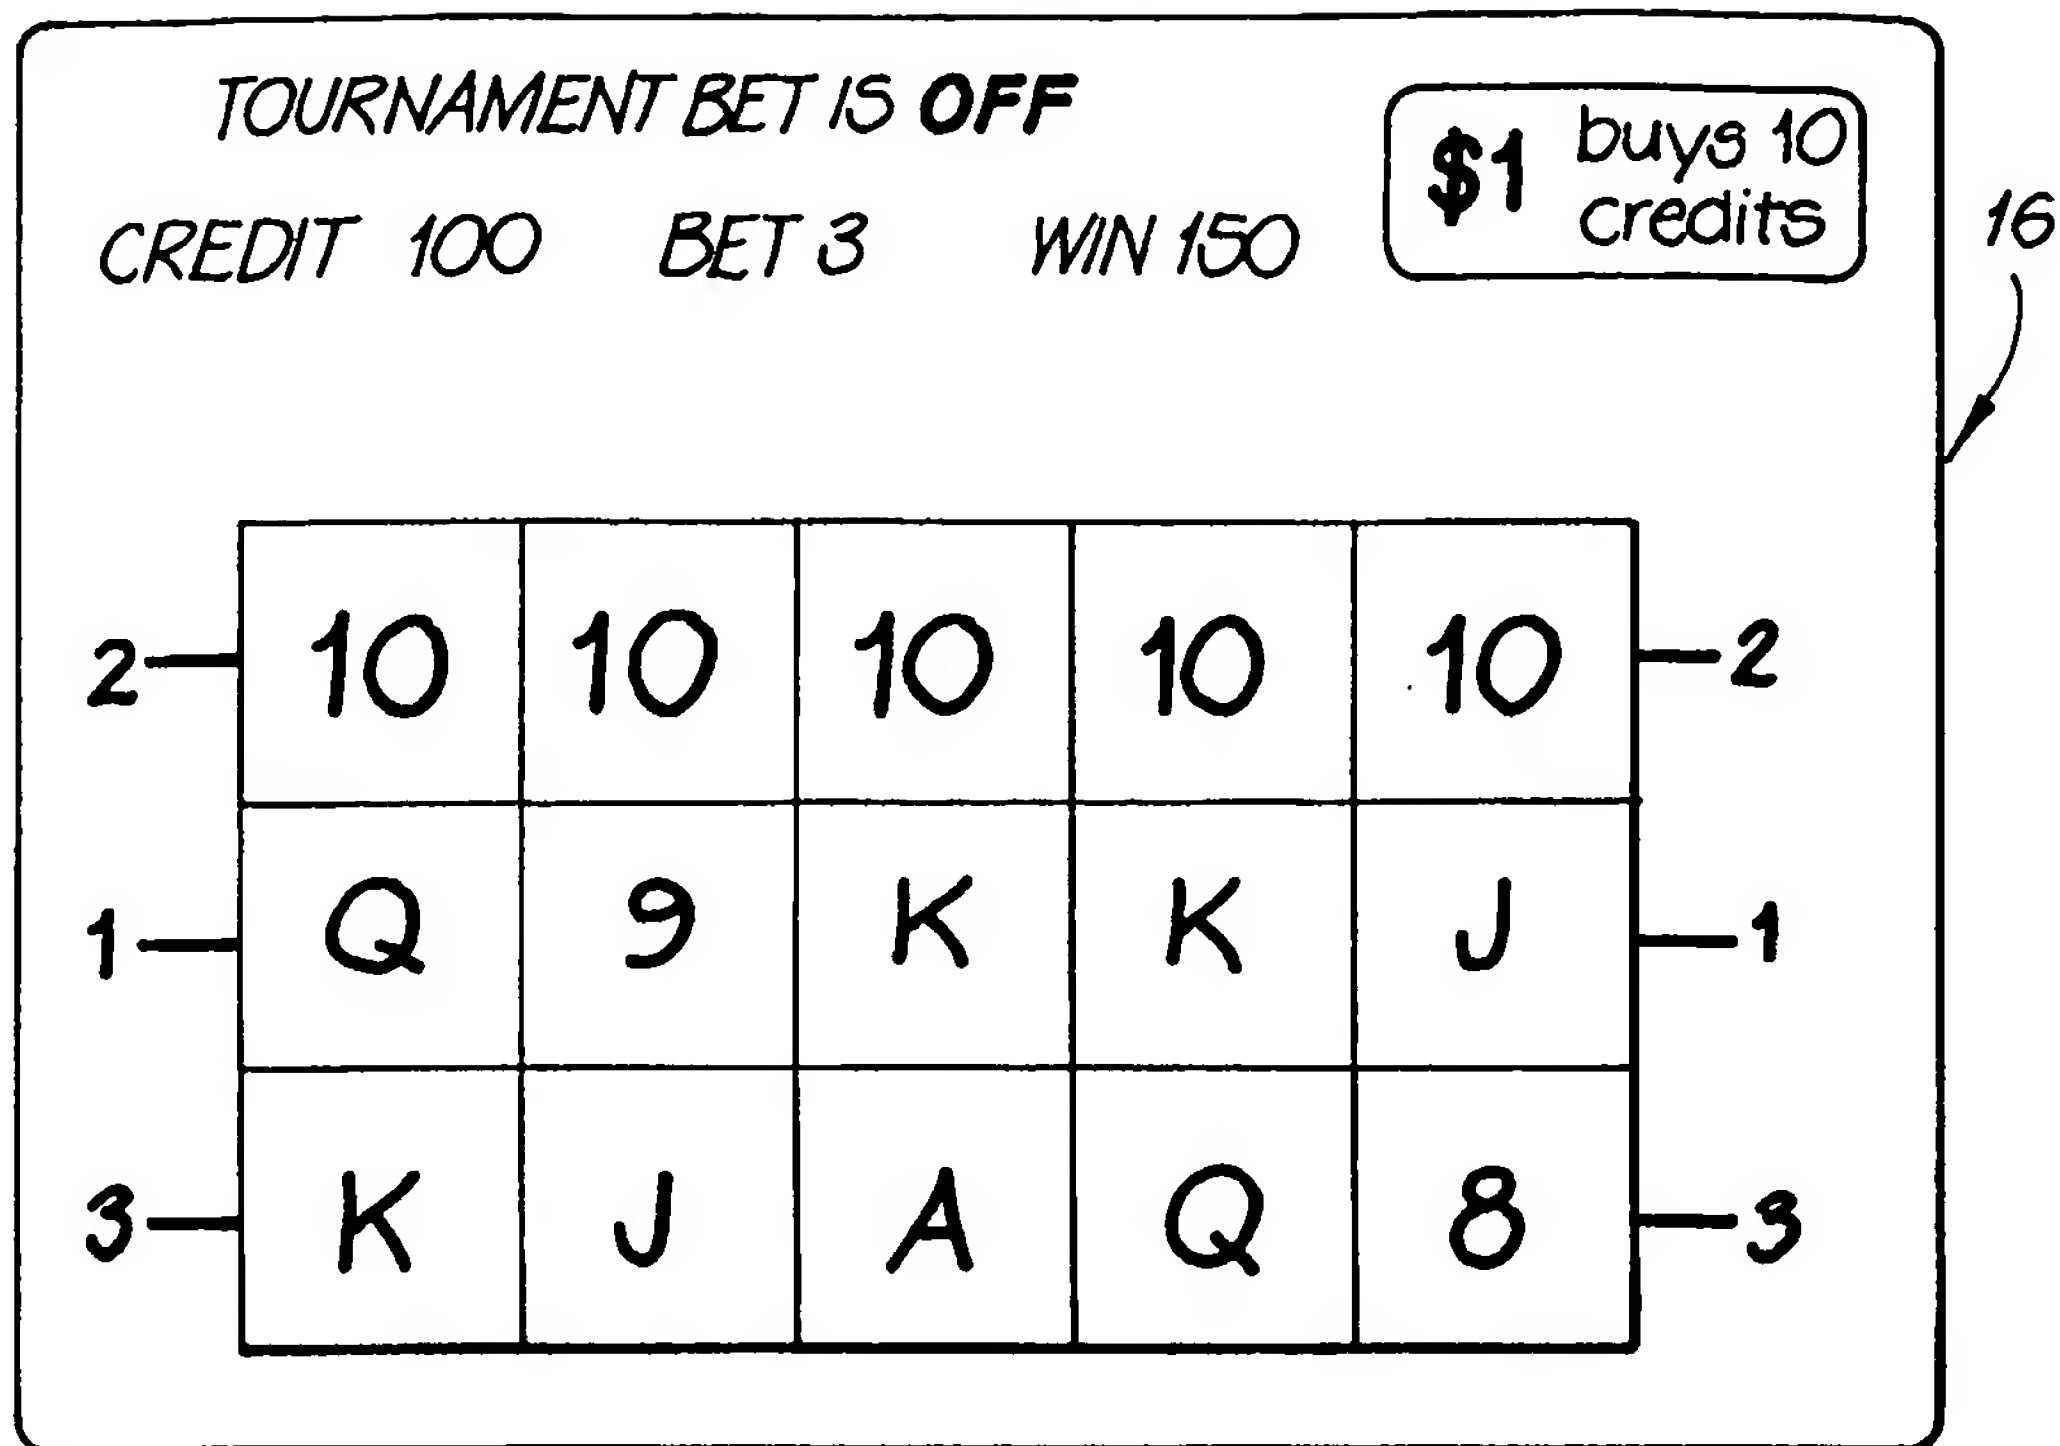 TOURNAMENT BET IS OFF
$1 buys 10
credits
CREDIT 100 BET 3 WIN 150
16
2 10 10 10 10 10 2
1 Q 9 K K J 1
3 K J A Q 8 3